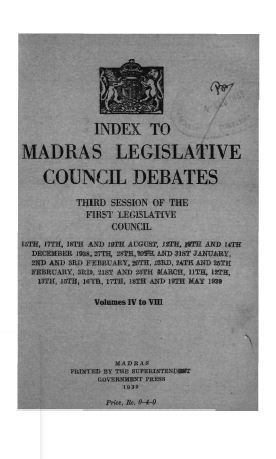 INDEX TO
MADRAS LEGISLATIVE
COUNCIL DEBATES
THIRD SESSION OF THE
FIRST LEGISLATIVE
COUNCIL
15TH, 17TH, 18TH AND 19TH AUGUST, 12TH, 13TH AND 14TH
DECEMBER 1938, 27TH, 28TH, 30TH AND 31ST JANUARY,
2ND AND 3RD FEBRUARY, 20TH, 23RD, 24TH AND 25TH
FEBRUARY, 3RD, 21ST AND 25TH MARCH, 11TH, 12TH,
13TH, 15TH, 16TH, 17TH, 18TH AND 19TH MAY 1939
Volumes IV to VIII
MADRAS
PRINTED BY THE SUPERINTENDENT
GOVERNMENT PRESS
1939
Price, Re. 0-4-0